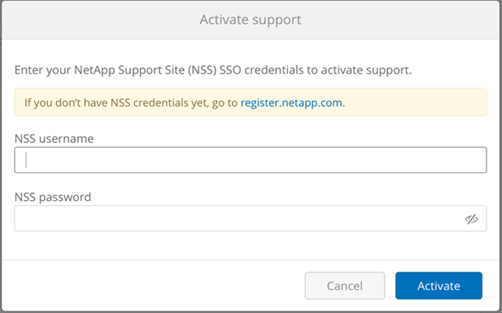 Activate support
Enter your NetApp Support Site (NSS) SSO credentials to activate support.
If you don't have NSS credentials yet, go to register.netapp.com.
NSS username
NSS password
Cancel Activate